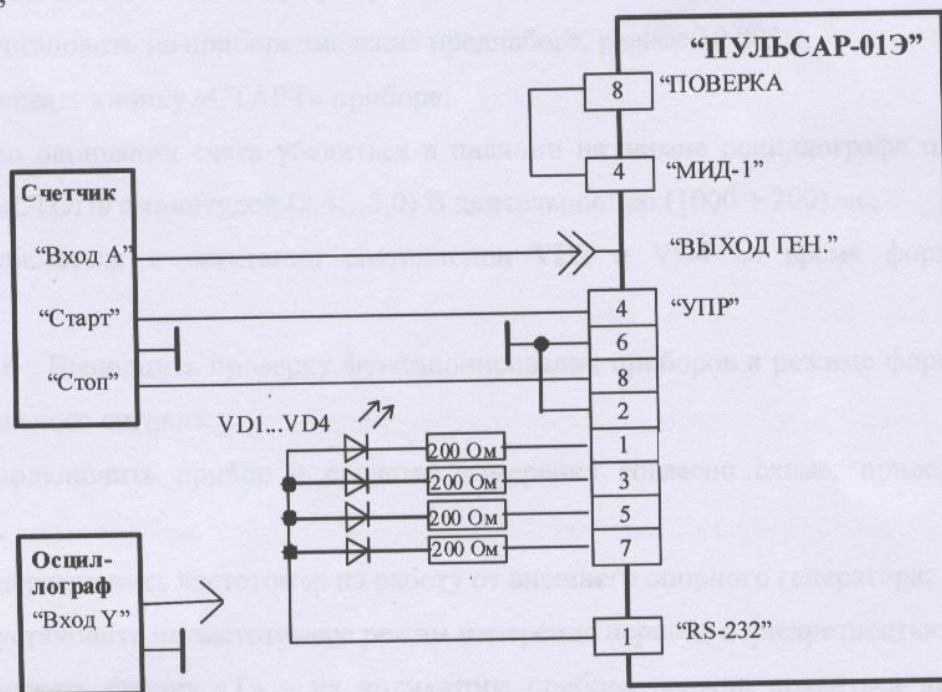 “ПУЛЬСАР-01Э”
8 “ПОВЕРКА
4 “МИД-1”
“ВЫХОД ГЕН.”
Счетчик
“Вход А”
“Старт”
“Стоп”
4 “УПР”
6
8
2
VD1...VD4
200 Ом 1
200 Ом 3
200 Ом 5
200 Ом 7
Осцил-
лограф
“Вход Y”
1 “RS-232”